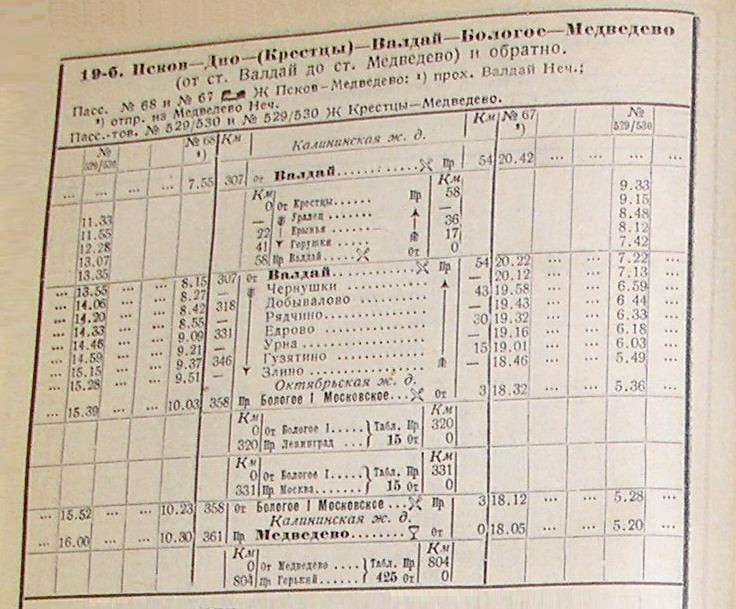 19-б. Псков—Дно—(Крестцы)—Валдай—Бологое—Медведево
(от ст. Валдай до ст. Медведево) и обратно.
Пасс. № 68 и № 67 Ж Псков-Медведево: ¹) прох. Валдай Неч.;
¹) отпр. из Медведево Неч.
Пасс.-тов. № 529/530 и № 529/530 Ж Крестцы—Медведево.
№ 529/530 № 68 ¹) Км Калининская ж. д. Км № 67 ¹) № 529/530
... ... ... ... 7.55 307 от Валдай Пр 54 20.42 ... ... ... ...
Км Км
11.33 0 от Крестцы Пр 58 9.33
11.55 — Уралец — 9.15
12.28 22 36 8.48
13.07 41 Горушки 17 8.12
13.35 58 Пр Валдай От 0 7.42
... 13.55 ... ... 8.15 307 От Валдай Пр 54 20.22 ... ... 7.22 ...
... 14.06 ... ... 8.27 — Чернушки — 20.12 ... ... 7.13 ...
... 14.20 ... ... 8.42 318 Добывалово 43 19.58 ... ... 6.59 ...
... 14.33 ... ... 8.55 — Рядчино — 19.43 ... ... 6 44 ...
... 14.46 ... ... 9.09 331 Едрово 30 19.32 ... ... 6.33 ...
... 14.59 ... ... 9.21 — Урна — 19.16 ... ... 6.18 ...
... 15.15 ... ... 9.37 346 Гузятино 15 19.01 ... ... 6.03 ...
... 15.28 ... ... 9.51 — Злино — 18.46 ... ... 5.49 ...
Октябрьская ж. д.
... 15.39 ... ... 10.03 358 Пр Бологое I Московское От 3 18.32 ... ... 5.36 ...
Км Км
0 От Бологое I Табл. Пр 320
320 Пр Ленинград 15 От 0
Км Км
0 От Бологое I Табл. Пр 331
331 Пр Москва 15 От 0
... 15.52 ... ... 10.23 358 От Бологое I Московское Пр 3 18.12 ... ... 5.28 ...
Калининская ж. д.
... 16.00 ... ... 10.30 361 Пр Медведево От 0 18.05 ... ... 5.20 ...
Км Км
0 От Медведево Табл. Пр 804
804 Пр Горький 425 От 0